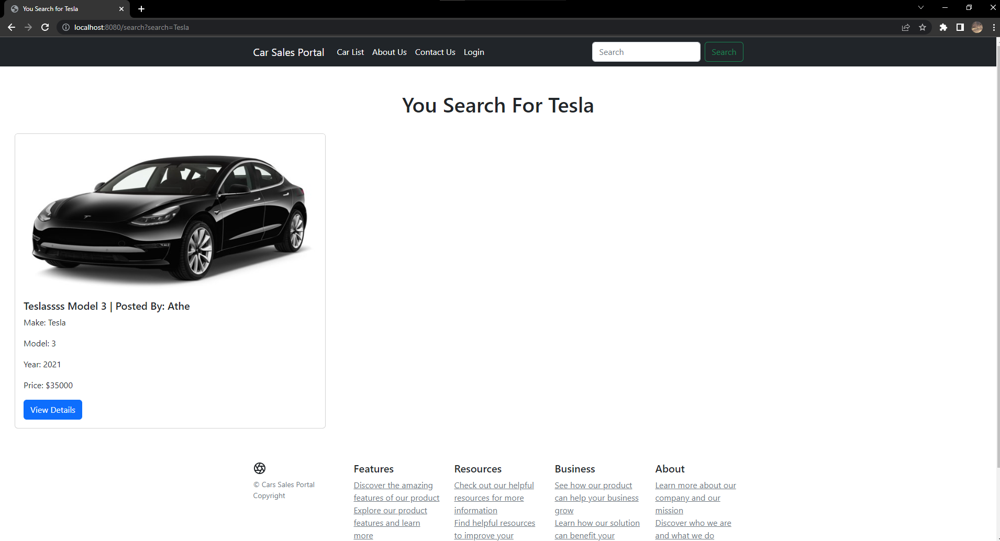 You Search for Tesla
localhost:8080/search?search=Tesla
Car Sales Portal Car List About Us Contact Us Login Search Search
You Search For Tesla
Teslassss Model 3 | Posted By: Athe
Make: Tesla
Model: 3
Year: 2021
Price: $35000
View Details
© Cars Sales Portal
Copyright
Features
Discover the amazing
features of our product
Explore our product
features and learn
more
Resources
Check out our helpful
resources for more
information
Find helpful resources
to improve your
Business
See how our product
can help your business
grow
Learn how our solution
can benefit your
About
Learn more about our
company and our
mission
Discover who we are
and what we do